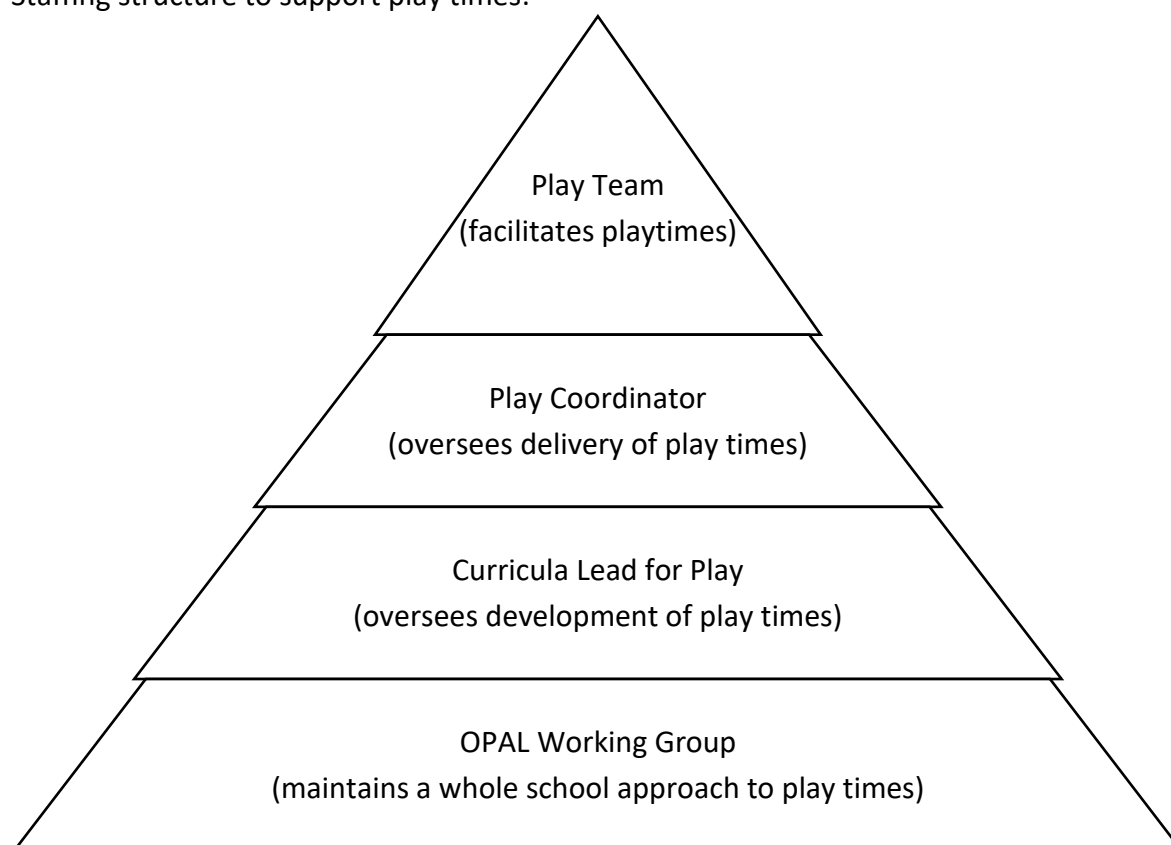 Staffing structure to support play times:
Play Team
(facilitates playtimes)
Play Coordinator
(oversees delivery of play times)
Curricula Lead for Play
(oversees development of play times)
OPAL Working Group
(maintains a whole school approach to play times)